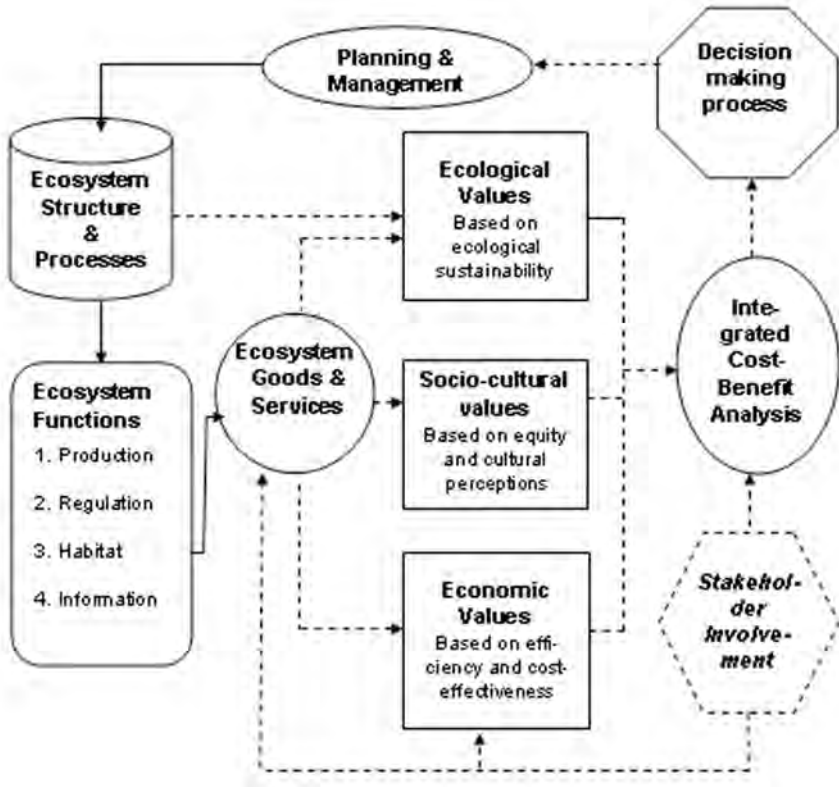 Planning &
Management
Decision
making
process
Ecosystem
Structure
&
Processes
Ecological
Values
Based on
ecological
sustainability
Inte-
grated
Cost-
Benefit
Analysis
Ecosystem
Goods &
Services
Ecosystem
Functions
1. Production
2. Regulation
3. Habitat
4. Information
Socio-cultural
values
Based on equity
and cultural
perceptions
Economic
Values
Based on effi-
ciency and cost-
effectiveness
Stakehol-
der
Involve-
ment